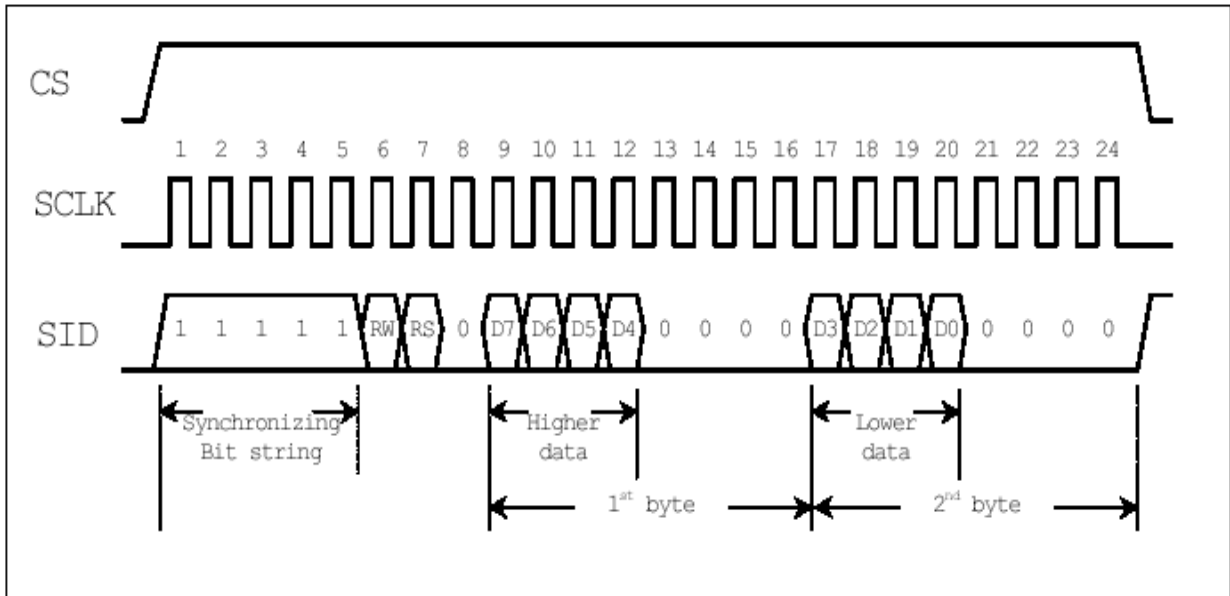 CS
1 2 3 4 5 6 7 8 9 10 11 12 13 14 15 16 17 18 19 20 21 22 23 24
SCLK
SID
1 1 1 1 1 RW RS 0 D7 D6 D5 D4 0 0 0 0 D3 D2 D1 D0 0 0 0 0
Synchronizing
Bit string
Higher
data
Lower
data
1st byte
2nd byte